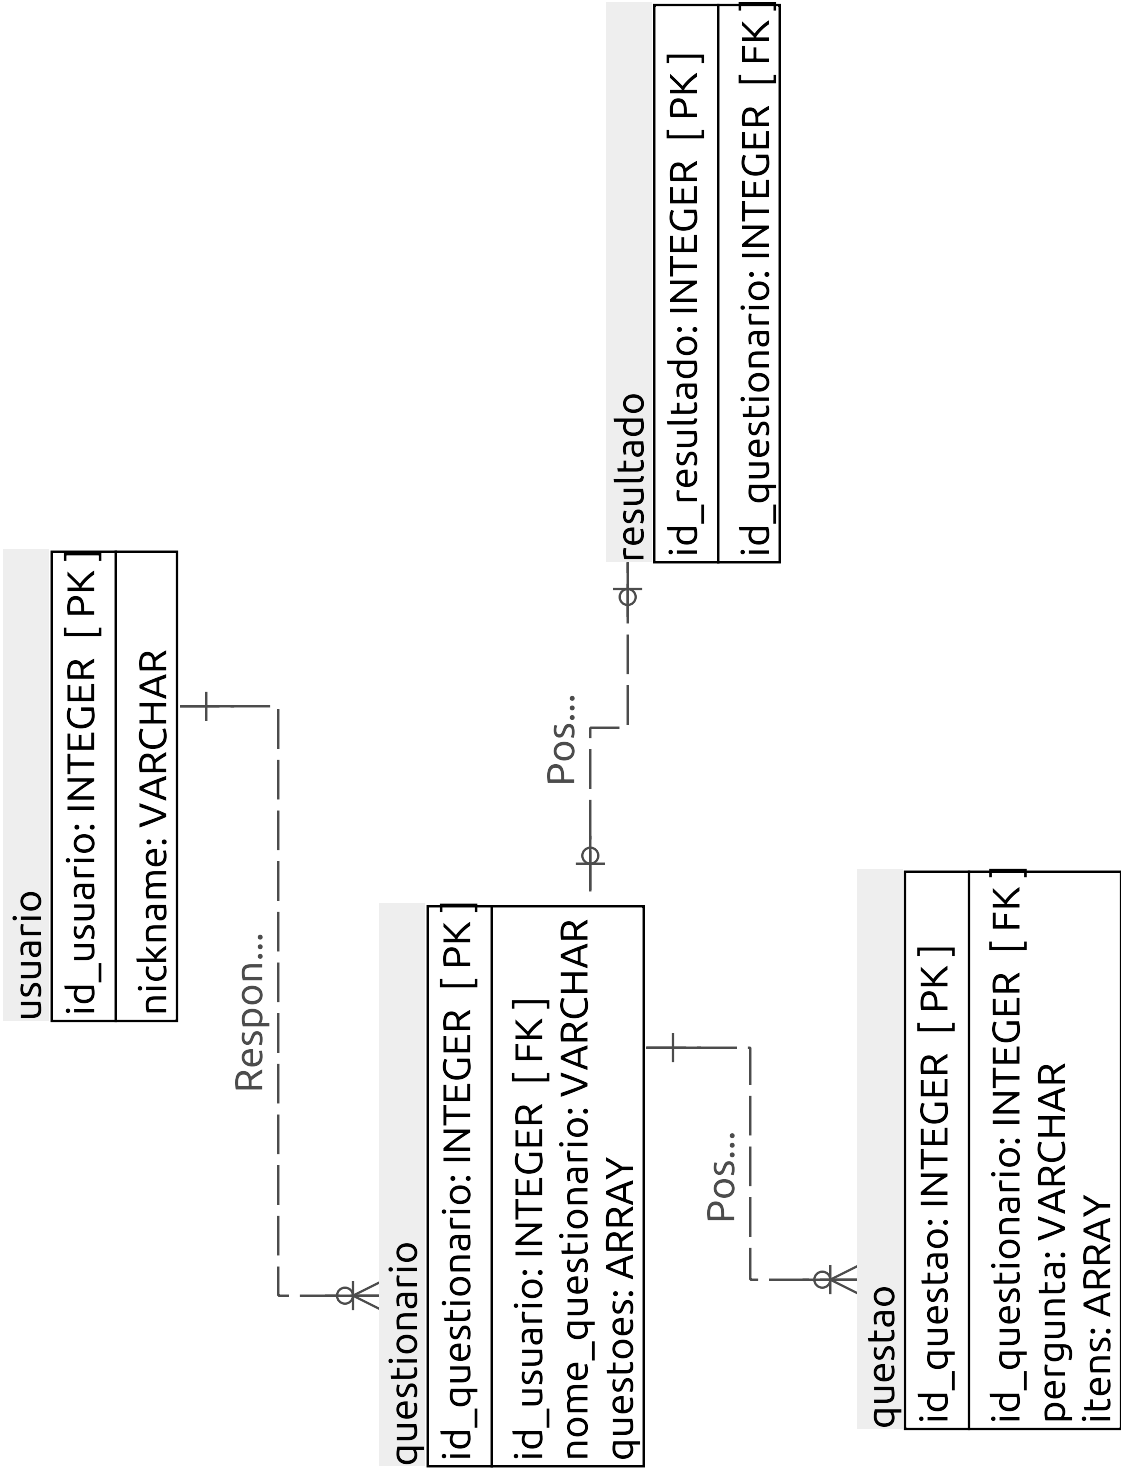 usuario
id_usuario: INTEGER [ PK ]
nickname: VARCHAR
Respon...
questionario
id_questionario: INTEGER [ PK ]
id_usuario: INTEGER [ FK ]
nome_questionario: VARCHAR
questoes: ARRAY
Pos...
resultado
id_resultado: INTEGER [ PK ]
id_questionario: INTEGER [ FK ]
Pos...
questao
id_questao: INTEGER [ PK ]
id_questionario: INTEGER [ FK ]
pergunta: VARCHAR
itens: ARRAY